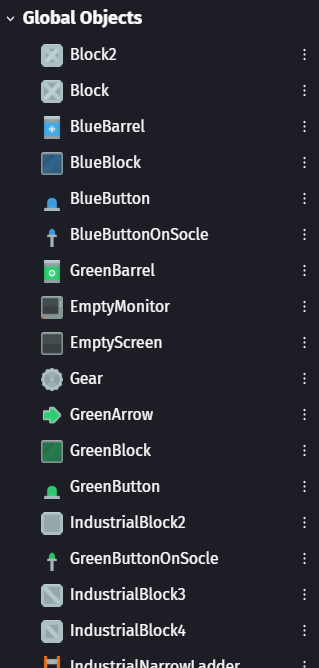 Global Objects
Block2
Block
BlueBarrel
BlueBlock
BlueButton
BlueButtonOnSocle
GreenBarrel
EmptyMonitor
EmptyScreen
Gear
GreenArrow
GreenBlock
GreenButton
IndustrialBlock2
GreenButtonOnSocle
IndustrialBlock3
IndustrialBlock4
IndustrialNarrowLadder